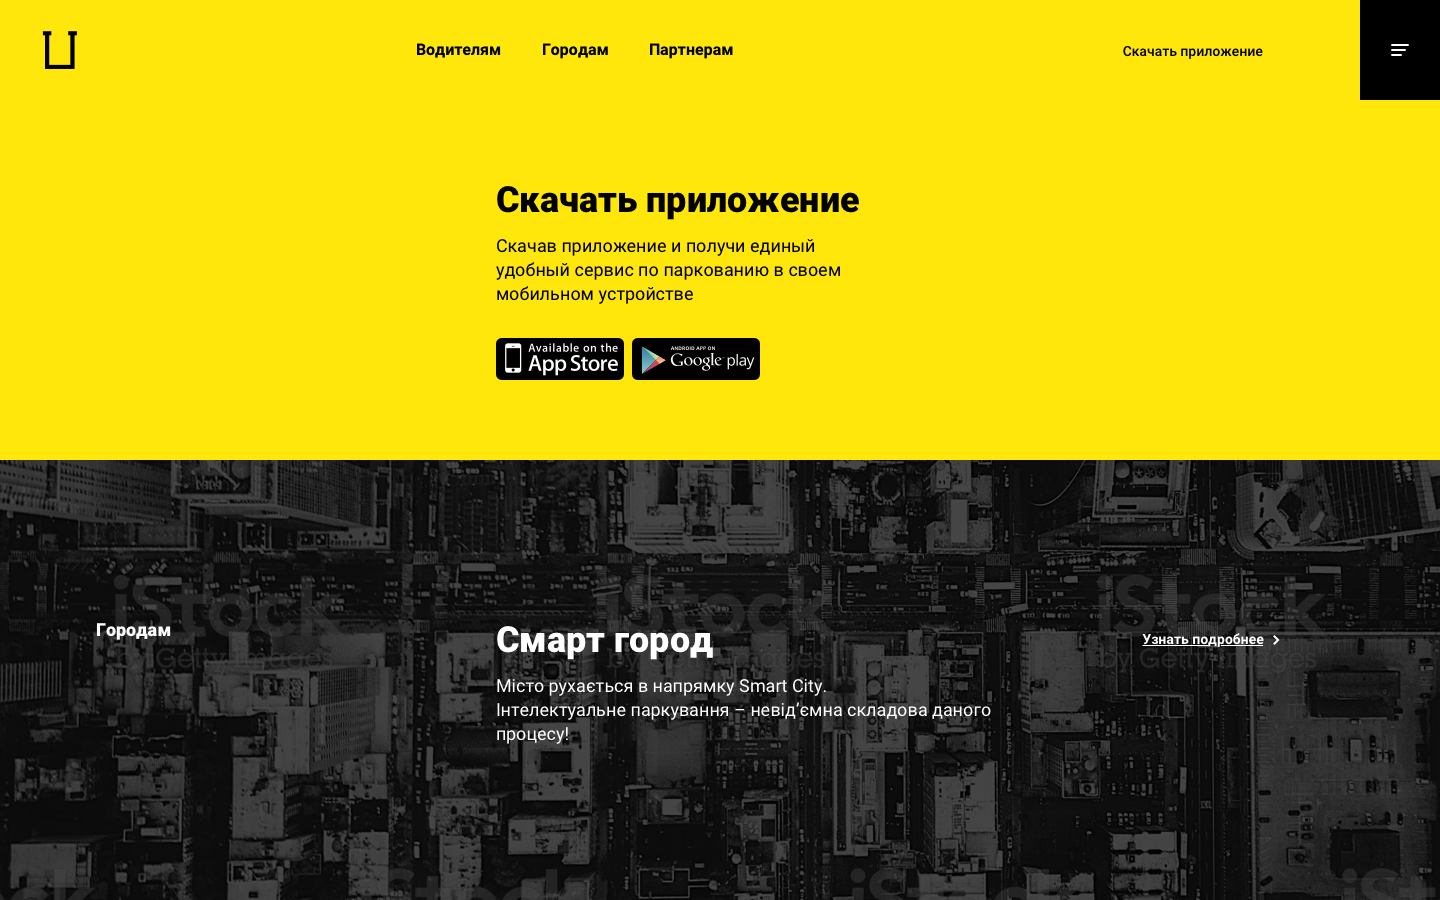 Водителям
Городам
Партнерам
Скачать приложение
Скачать приложение
Скачав приложение и получи единый
удобный сервис по паркованию в своем
мобильном устройстве
Available on the
App Store
ANDROID APP ON
Google play
iStock
iStock
iStock
Городам
Смарт город
Узнать подробнее
by Getty Images
by Getty Images
by Getty Images
Місто рухається в напрямку Smart City.
Інтелектуальне паркування – невід’ємна складова даного
процесу!